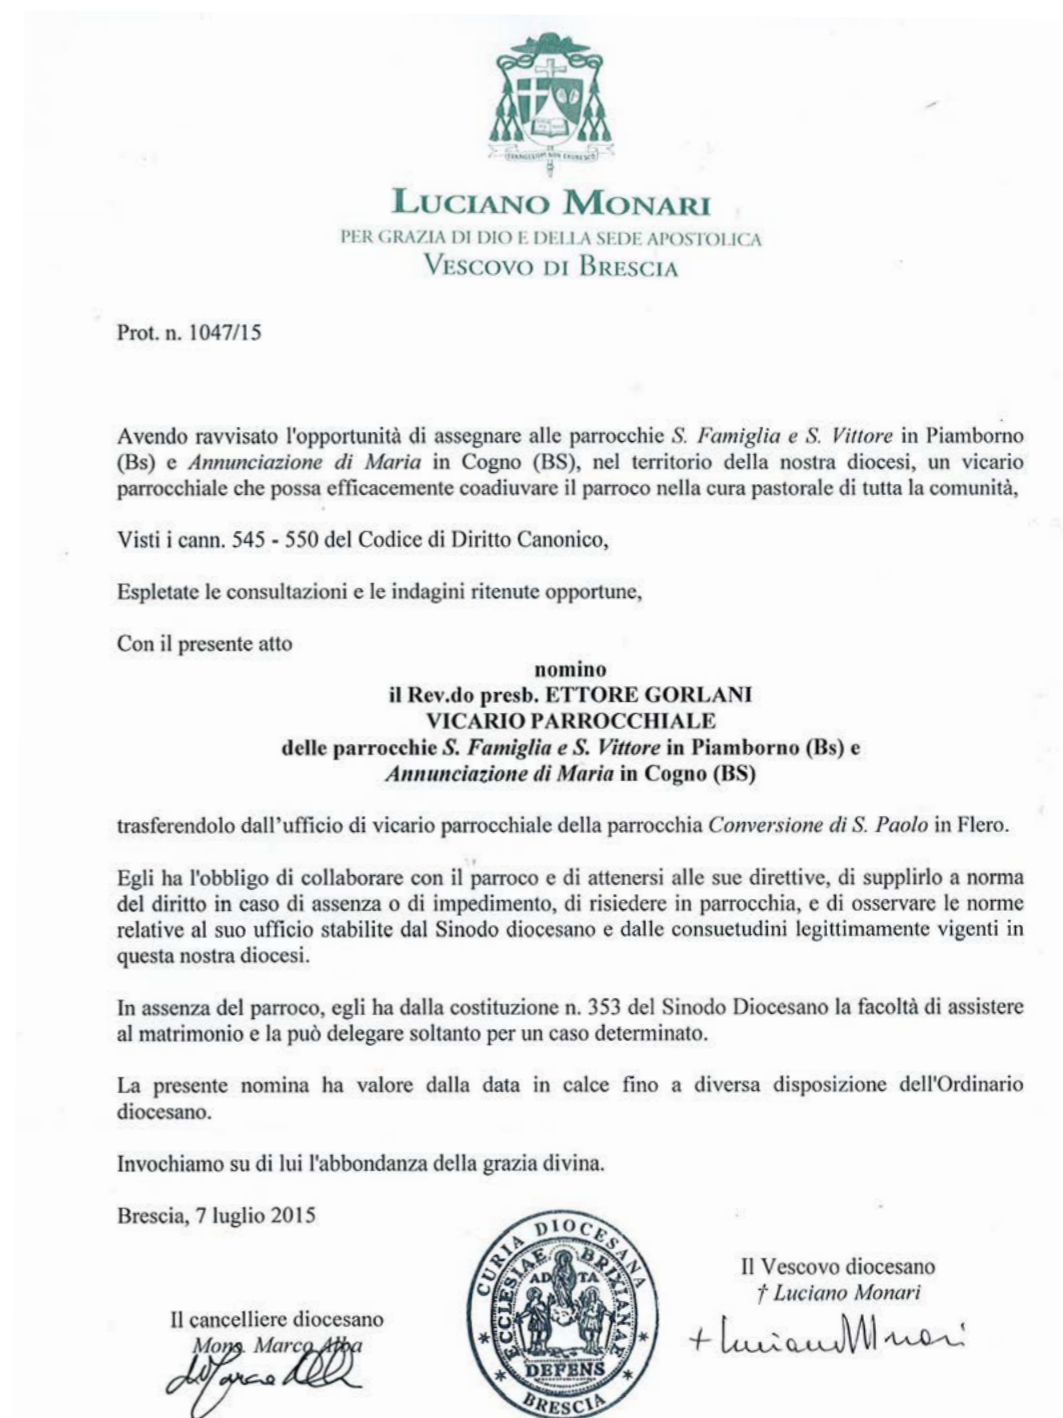 EVANGELIUM NON ERUBESCO
LUCIANO MONARI
PER GRAZIA DI DIO E DELLA SEDE APOSTOLICA
VESCOVO DI BRESCIA
Prot. n. 1047/15
Avendo ravvisato l'opportunità di assegnare alle parrocchie S. Famiglia e S. Vittore in Piamborno
(Bs) e Annunciazione di Maria in Cogno (BS), nel territorio della nostra diocesi, un vicario
parrocchiale che possa efficacemente coadiuvare il parroco nella cura pastorale di tutta la comunità,
Visti i cann. 545 - 550 del Codice di Diritto Canonico,
Espletate le consultazioni e le indagini ritenute opportune,
Con il presente atto
nomino
il Rev.do presb. ETTORE GORLANI
VICARIO PARROCCHIALE
delle parrocchie S. Famiglia e S. Vittore in Piamborno (Bs) e
Annunciazione di Maria in Cogno (BS)
trasferendolo dall’ufficio di vicario parrocchiale della parrocchia Conversione di S. Paolo in Flero.
Egli ha l'obbligo di collaborare con il parroco e di attenersi alle sue direttive, di supplirlo a norma
del diritto in caso di assenza o di impedimento, di risiedere in parrocchia, e di osservare le norme
relative al suo ufficio stabilite dal Sinodo diocesano e dalle consuetudini legittimamente vigenti in
questa nostra diocesi.
In assenza del parroco, egli ha dalla costituzione n. 353 del Sinodo Diocesano la facoltà di assistere
al matrimonio e la può delegare soltanto per un caso determinato.
La presente nomina ha valore dalla data in calce fino a diversa disposizione dell'Ordinario
diocesano.
Invochiamo su di lui l'abbondanza della grazia divina.
Brescia, 7 luglio 2015
Il cancelliere diocesano
Mons. Marco Alba
d. Marco Alba
CURIA DIOCESANA
BRESCIA
ECCLESIAE BRIXIANAE
AD TA
DEFENS
Il Vescovo diocesano
† Luciano Monari
+ Luciano Monari